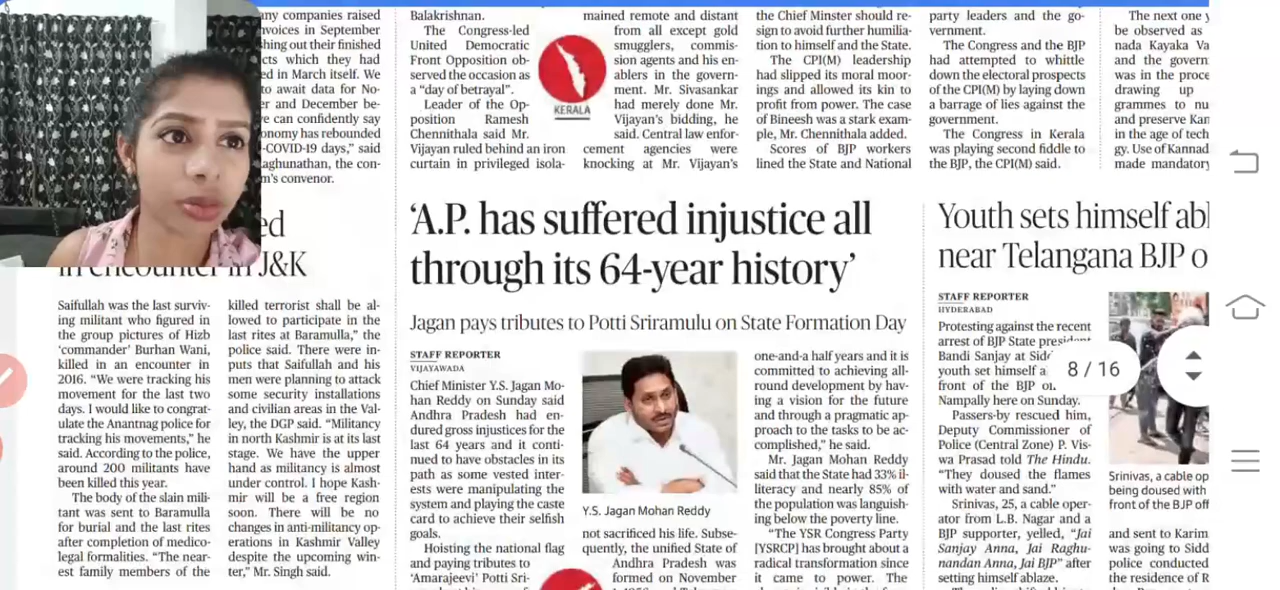 any companies raised
nvoices in September
hing out their finished
cts which they had
ed in March itself. We
to await data for No-
er and December be-
e can confidently say
onomy has rebounded
-COVID-19 days,” said
aghunathan, the con-
m’s convenor.
ed
in encounter in J&K
Saifullah was the last surviv-
ing militant who figured in
the group pictures of Hizb
‘commander’ Burhan Wani,
killed in an encounter in
2016. “We were tracking his
movement for the last two
days. I would like to congrat-
ulate the Anantnag police for
tracking his movements,” he
said. According to the police,
around 200 militants have
been killed this year.
The body of the slain mili-
tant was sent to Baramulla
for burial and the last rites
after completion of medico-
legal formalities. “The near-
est family members of the
killed terrorist shall be al-
lowed to participate in the
last rites at Baramulla,” the
police said. There were in-
puts that Saifullah and his
men were planning to attack
some security installations
and civilian areas in the Val-
ley, the DGP said. “Militancy
in north Kashmir is at its last
stage. We have the upper
hand as militancy is almost
under control. I hope Kash-
mir will be a free region
soon. There will be no
changes in anti-militancy op-
erations in Kashmir Valley
despite the upcoming win-
ter,” Mr. Singh said.
Balakrishnan.
The Congress-led
United Democratic
Front Opposition ob-
served the occasion as
a “day of betrayal”.
Leader of the Op-
position Ramesh
Chennithala said Mr.
Vijayan ruled behind an iron
curtain in privileged isola-
KERALA
mained remote and distant
from all except gold
smugglers, commis-
sion agents and his en-
ablers in the govern-
ment. Mr. Sivasankar
had merely done Mr.
Vijayan’s bidding, he
said. Central law enfor-
cement agencies were
knocking at Mr. Vijayan’s
the Chief Minster should re-
sign to avoid further humilia-
tion to himself and the State.
The CPI(M) leadership
had slipped its moral moor-
ings and allowed its kin to
profit from power. The case
of Bineesh was a stark exam-
ple, Mr. Chennithala added.
Scores of BJP workers
lined the State and National
party leaders and the go-
vernment.
The Congress and the BJP
had attempted to whittle
down the electoral prospects
of the CPI(M) by laying down
a barrage of lies against the
government.
The Congress in Kerala
was playing second fiddle to
the BJP, the CPI(M) said.
The next one y
be observed as
nada Kayaka Va
and the govern
was in the proce
drawing up
grammes to nu
and preserve Kan
in the age of tech
gy. Use of Kannad
made mandatory
‘A.P. has suffered injustice all
through its 64-year history’
Jagan pays tributes to Potti Sriramulu on State Formation Day
STAFF REPORTER
VIJAYAWADA
Chief Minister Y.S. Jagan Mo-
han Reddy on Sunday said
Andhra Pradesh had en-
dured gross injustices for the
last 64 years and it conti-
nued to have obstacles in its
path as some vested inter-
ests were manipulating the
system and playing the caste
card to achieve their selfish
goals.
Hoisting the national flag
and paying tributes to
‘Amarajeevi’ Potti Sri-
Y.S. Jagan Mohan Reddy
not sacrificed his life. Subse-
quently, the unified State of
Andhra Pradesh was
formed on November
one-and-a half years and it is
committed to achieving all-
round development by hav-
ing a vision for the future
and through a pragmatic ap-
proach to the tasks to be ac-
complished,” he said.
Mr. Jagan Mohan Reddy
said that the State had 33% il-
literacy and nearly 85% of
the population was languish-
ing below the poverty line.
“The YSR Congress Party
[YSRCP] has brought about a
radical transformation since
it came to power. The
Youth sets himself abl
near Telangana BJP o
STAFF REPORTER
HYDERABAD
Protesting against the recent
arrest of BJP State president
Bandi Sanjay at Sidd
youth set himself a
front of the BJP o
Nampally here on Sunday.
Passers-by rescued him,
Deputy Commissioner of
Police (Central Zone) P. Vis-
wa Prasad told The Hindu.
“They doused the flames
with water and sand.”
Srinivas, 25, a cable oper-
ator from L.B. Nagar and a
BJP supporter, yelled, “Jai
Sanjay Anna, Jai Raghu-
nandan Anna, Jai BJP” after
setting himself ablaze.
8 / 16
Srinivas, a cable op
being doused with
front of the BJP off
and sent to Karim
was going to Sidd
police conducted
the residence of R